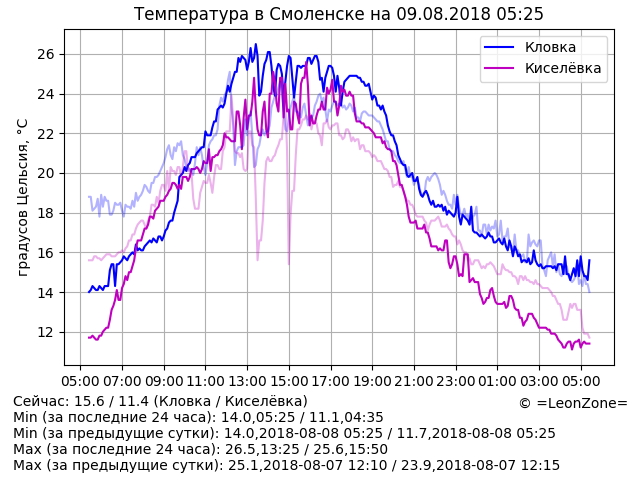 Температура в Смоленске на 09.08.2018 05:25
Кловка
Киселёвка
градусов Цельсия, °C
26
24
22
20
18
16
14
12
05:00 07:00 09:00 11:00 13:00 15:00 17:00 19:00 21:00 23:00 01:00 03:00 05:00
Сейчас: 15.6 / 11.4 (Кловка / Киселёвка)
© =LeonZone=
Min (за последние 24 часа): 14.0,05:25 / 11.1,04:35
Min (за предыдущие сутки): 14.0,2018-08-08 05:25 / 11.7,2018-08-08 05:25
Max (за последние 24 часа): 26.5,13:25 / 25.6,15:50
Max (за предыдущие сутки): 25.1,2018-08-07 12:10 / 23.9,2018-08-07 12:15